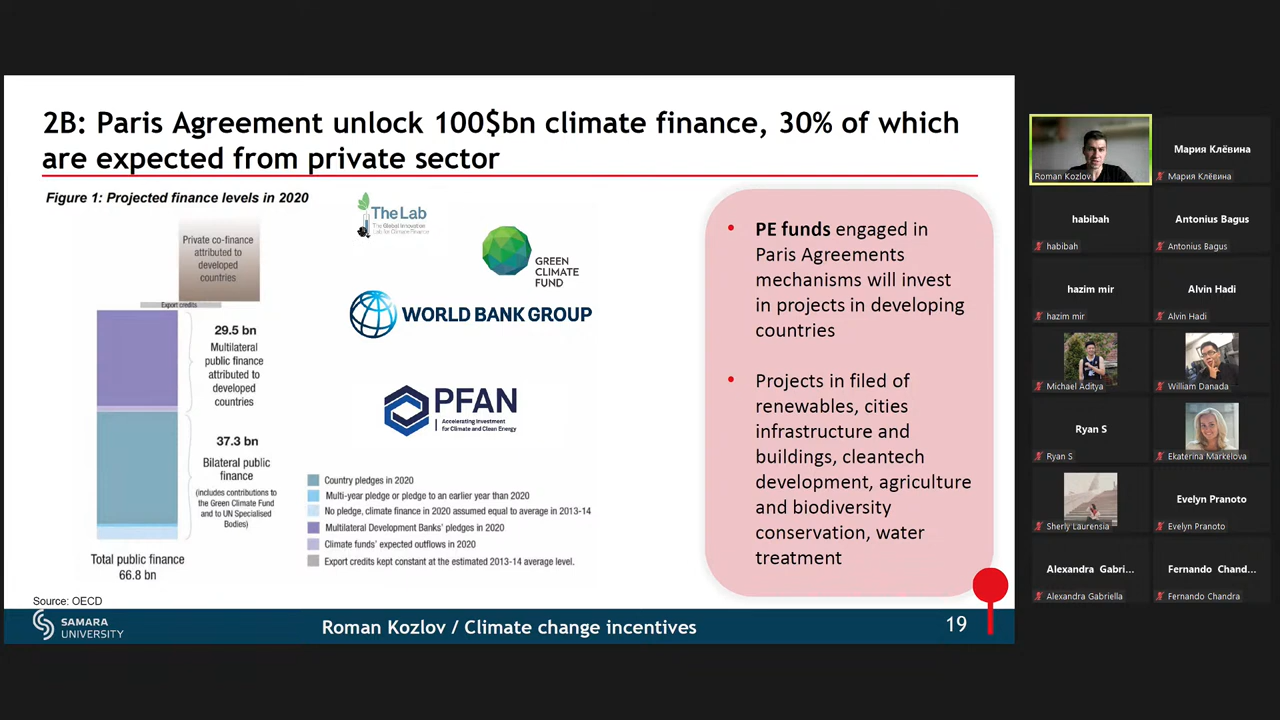 2B: Paris Agreement unlock 100$bn climate finance, 30% of which
are expected from private sector
Figure 1: Projected finance levels in 2020
Private co-finance
attributed to
developed
countries
Export credits
29.5 bn
Multilateral
public finance
attributed to
developed
countries
37.3 bn
Bilateral public
finance
(includes contributions to
the Green Climate Fund
and to UN Specialised
Bodies)
Total public finance
66.8 bn
TheLab
The Global Innovation
Lab for Climate Finance
GREEN
CLIMATE
FUND
WORLD BANK GROUP
PFAN
Accelerating Investment
for Climate and Clean Energy
Country pledges in 2020
Multi-year pledge or pledge to an earlier year than 2020
No pledge, climate finance in 2020 assumed equal to average in 2013-14
Multilateral Development Banks' pledges in 2020
Climate funds' expected outflows in 2020
Export credits kept constant at the estimated 2013-14 average level.
• PE funds engaged in
Paris Agreements
mechanisms will invest
in projects in developing
countries
• Projects in filed of
renewables, cities
infrastructure and
buildings, cleantech
development, agriculture
and biodiversity
conservation, water
treatment
Source: OECD
SAMARA
UNIVERSITY
Roman Kozlov / Climate change incentives
19
Roman Kozlov
Мария Клёвина
Мария Клёвина
habibah
habibah
Antonius Bagus
Antonius Bagus
hazim mir
hazim mir
Alvin Hadi
Alvin Hadi
Michael Aditya
William Danada
Ryan S
Ryan S
Ekaterina Markelova
Sherly Laurensia
Evelyn Pranoto
Evelyn Pranoto
Alexandra Gabri...
Alexandra Gabriella
Fernando Chand...
Fernando Chandra